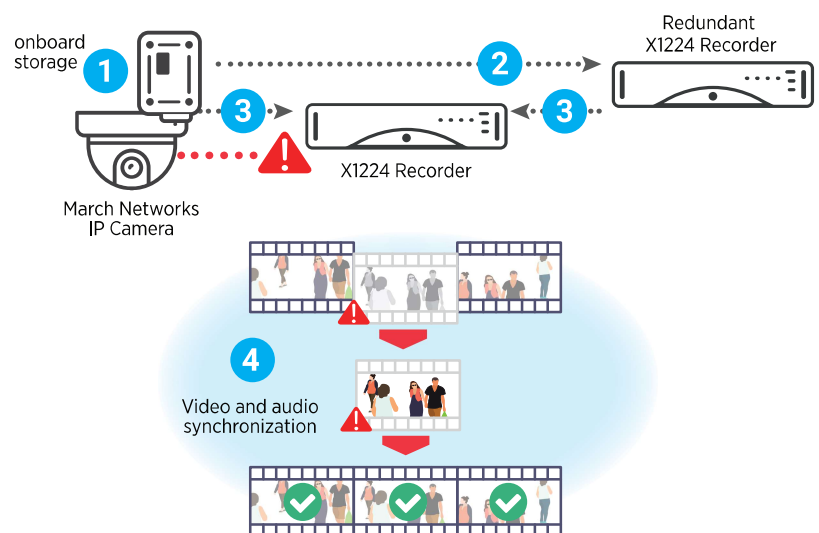 onboard
storage
1
2
Redundant
X1224 Recorder
3
3
X1224 Recorder
March Networks
IP Camera
4
Video and audio
synchronization